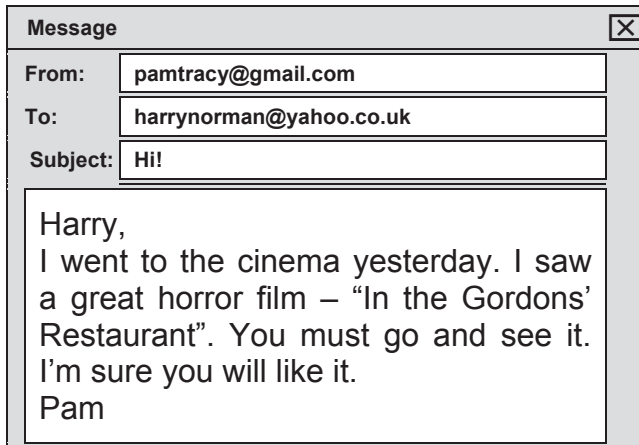 Message
From: pamtracy@gmail.com
To: harrynorman@yahoo.co.uk
Subject: Hi!
Harry,
I went to the cinema yesterday. I saw
a great horror film – “In the Gordons’
Restaurant”. You must go and see it.
I’m sure you will like it.
Pam